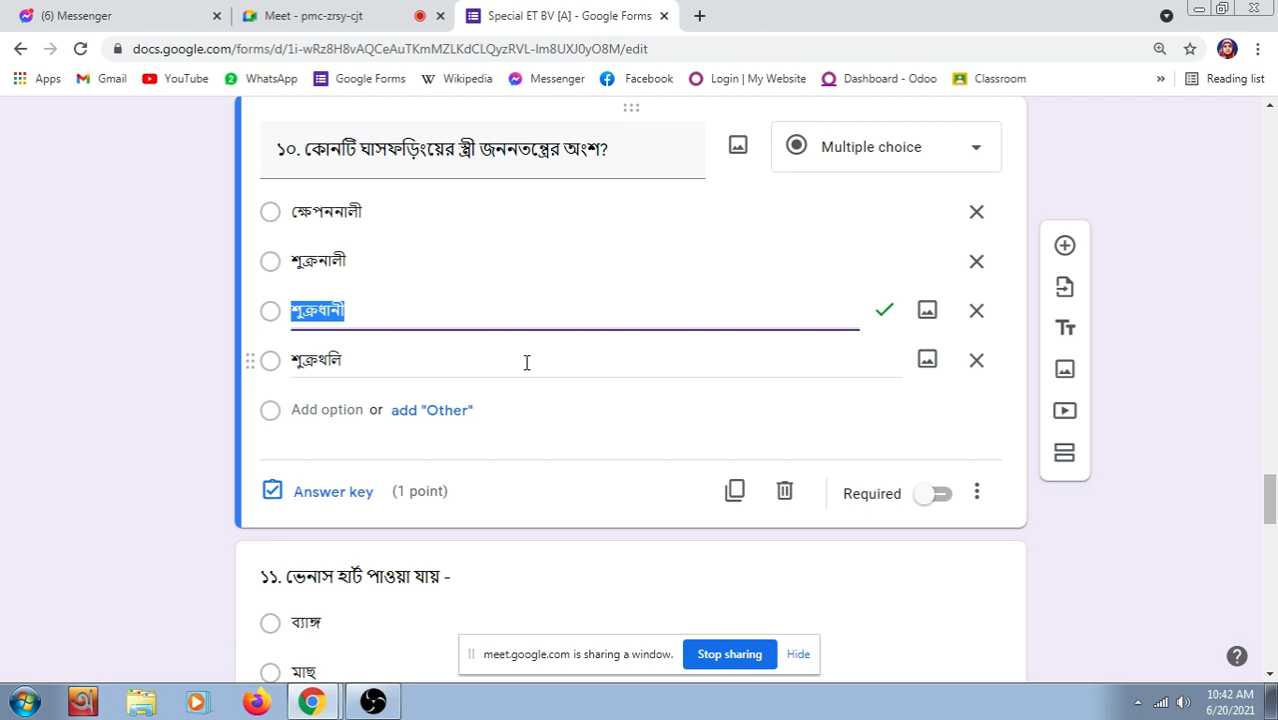 (6) Messenger
Meet - pmc-zrsy-cjt
Special ET BV [A] - Google Forms
docs.google.com/forms/d/1i-wRz8H8vAQCeAuTKmMZLKdCLQyzRVL-lm8UXJ0yO8M/edit
Apps Gmail YouTube 2 WhatsApp Google Forms Wikipedia Messenger Facebook Login | My Website Dashboard - Odoo Classroom » Reading list
১০. কোনটি ঘাসফড়িংয়ের স্ত্রী জননতন্ত্রের অংশ?
Multiple choice
ক্ষেপননালী
শুক্রনালী
শুক্রধানী
শুক্রথলি
Add option or add "Other"
Answer key (1 point)
Required
১১. ভেনাস হার্ট পাওয়া যায় -
ব্যাঙ্গ
মাছ
meet.google.com is sharing a window. Stop sharing Hide
10:42 AM
6/20/2021